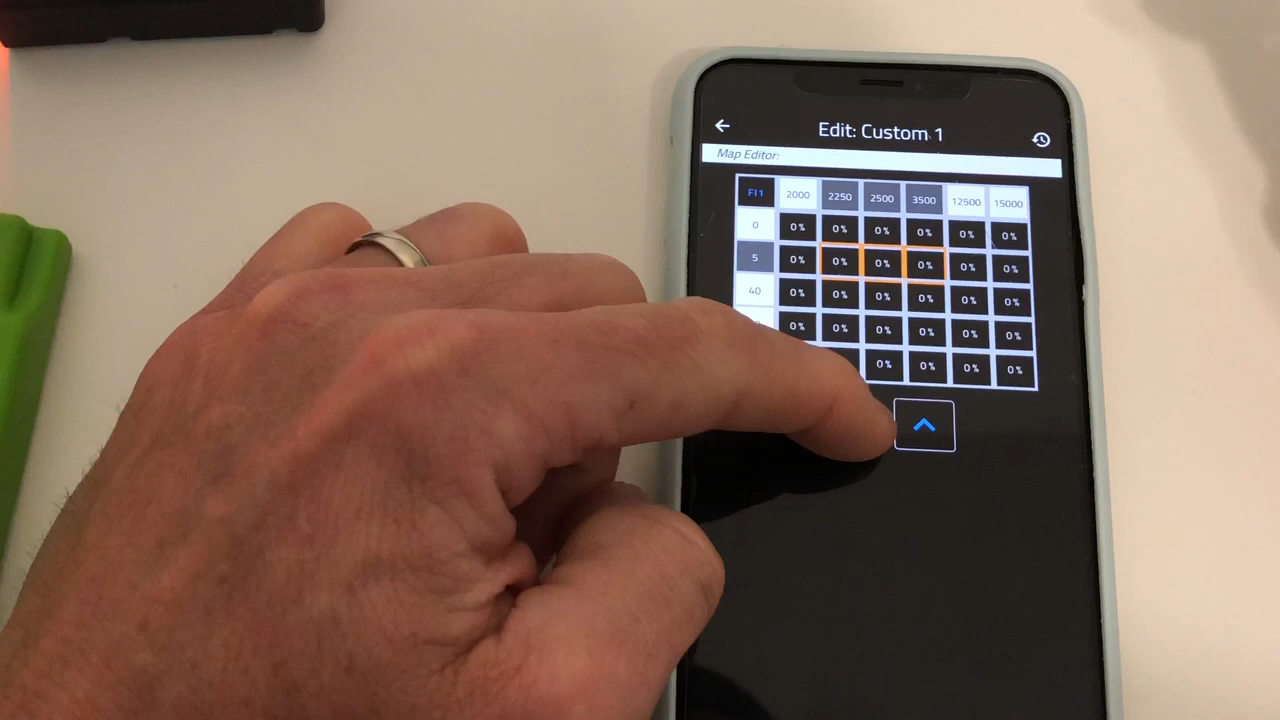 Edit: Custom 1
Map Editor:
FI1 2000 2250 2500 3500 12500 15000
0 0% 0% 0% 0% 0% 0%
5 0% 0% 0% 0% 0% 0%
40 0% 0% 0% 0% 0% 0%
0% 0% 0% 0% 0% 0%
0% 0% 0% 0%